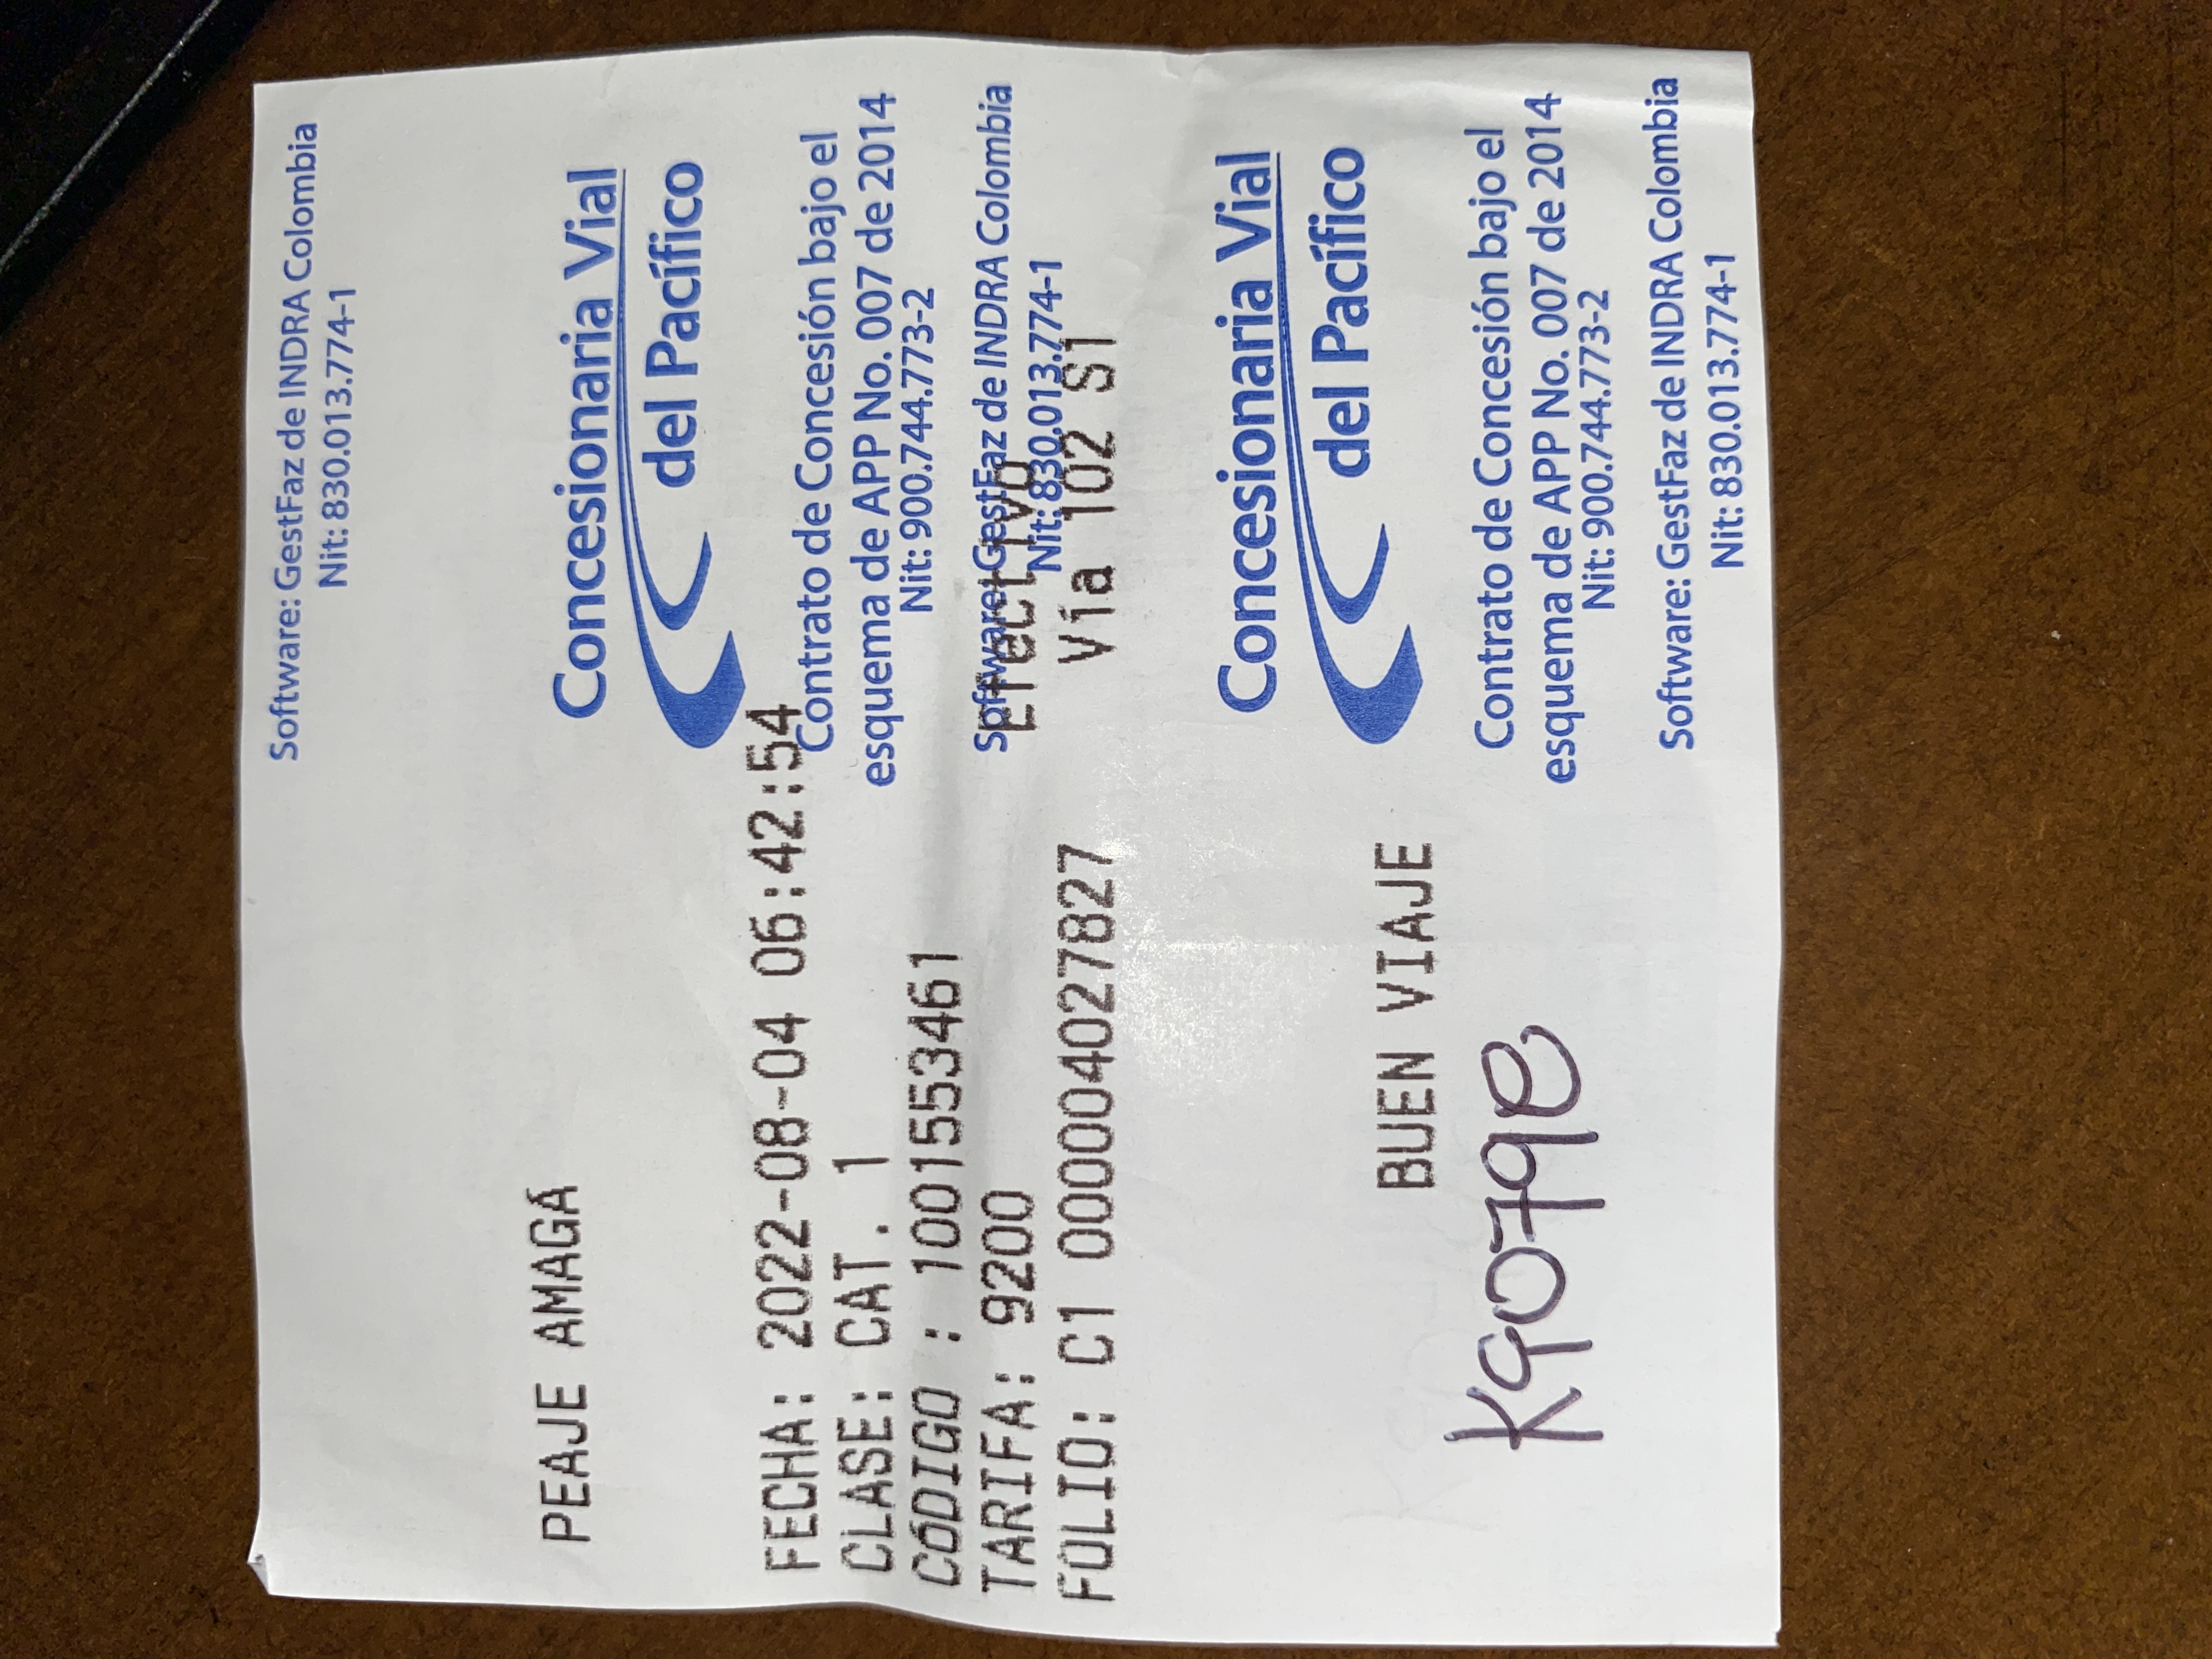 Software: GestFaz de INDRA Colombia
Nit: 830.013.774-1
PEAJE AMAGÁ
Concesionaria Vial
del Pacífico
FECHA: 2022-08-04 06:42:54
Contrato de Concesión bajo el
CLASE: CAT. 1
esquema de APP No. 007 de 2014
Nit: 900.744.773-2
CÓDIGO : 1001553461
Software: GestFaz de INDRA Colombia
TARIFA: 9200 Efectivo
Nit: 830.013.774-1
FOLIO: C1 000004027827 Vía 102 S1
Concesionaria Vial
del Pacífico
BUEN VIAJE
Contrato de Concesión bajo el
esquema de APP No. 007 de 2014
Nit: 900.744.773-2
Software: GestFaz de INDRA Colombia
Nit: 830.013.774-1